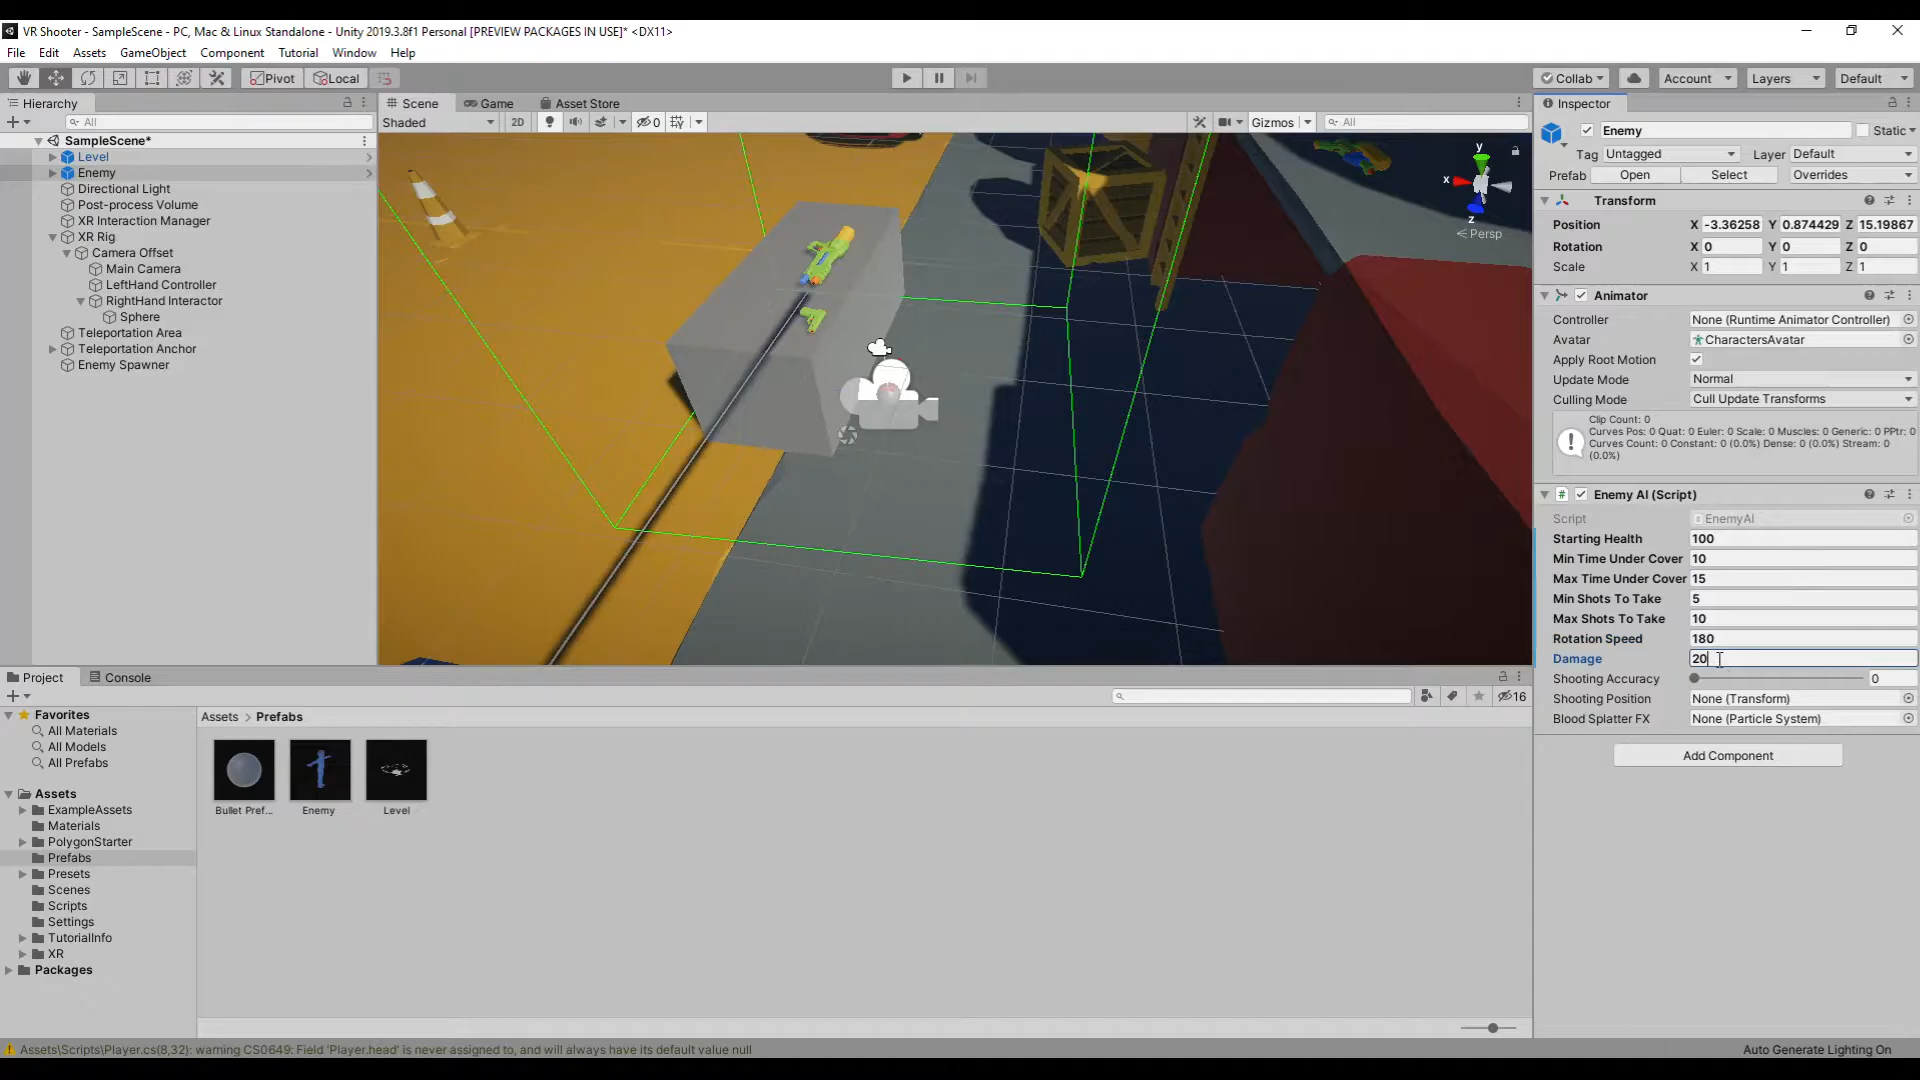 VR Shooter - SampleScene - PC, Mac & Linux Standalone - Unity 2019.3.8f1 Personal [PREVIEW PACKAGES IN USE]* <DX11>
File Edit Assets GameObject Component Tutorial Window Help
Pivot Local Collab Account Layers Default
Hierarchy
All
SampleScene*
Level
Enemy
Directional Light
Post-process Volume
XR Interaction Manager
XR Rig
Camera Offset
Main Camera
LeftHand Controller
RightHand Interactor
Sphere
Teleportation Area
Teleportation Anchor
Enemy Spawner
Scene Game Asset Store
Shaded 2D 0 Gizmos All
y
x
z
Persp
Inspector
Enemy Static
Tag Untagged Layer Default
Prefab Open Select Overrides
Transform
Position X -3.36258 Y 0.874429 Z 15.19867
Rotation X 0 Y 0 Z 0
Scale X 1 Y 1 Z 1
Animator
Controller None (Runtime Animator Controller)
Avatar CharactersAvatar
Apply Root Motion
Update Mode Normal
Culling Mode Cull Update Transforms
Clip Count: 0
Curves Pos: 0 Quat: 0 Euler: 0 Scale: 0 Muscles: 0 Generic: 0 PPtr: 0
Curves Count: 0 Constant: 0 (0.0%) Dense: 0 (0.0%) Stream: 0
(0.0%)
# Enemy AI (Script)
Script EnemyAI
Starting Health 100
Min Time Under Cover 10
Max Time Under Cover 15
Min Shots To Take 5
Max Shots To Take 10
Rotation Speed 180
Damage 20
Shooting Accuracy 0
Shooting Position None (Transform)
Blood Splatter FX None (Particle System)
Add Component
Project Console
16
Favorites
All Materials
All Models
All Prefabs
Assets
ExampleAssets
Materials
PolygonStarter
Prefabs
Presets
Scenes
Scripts
Settings
TutorialInfo
XR
Packages
Assets > Prefabs
Bullet Pref... Enemy Level
Assets\Scripts\Player.cs(8,32): warning CS0649: Field 'Player.head' is never assigned to, and will always have its default value null
Auto Generate Lighting On